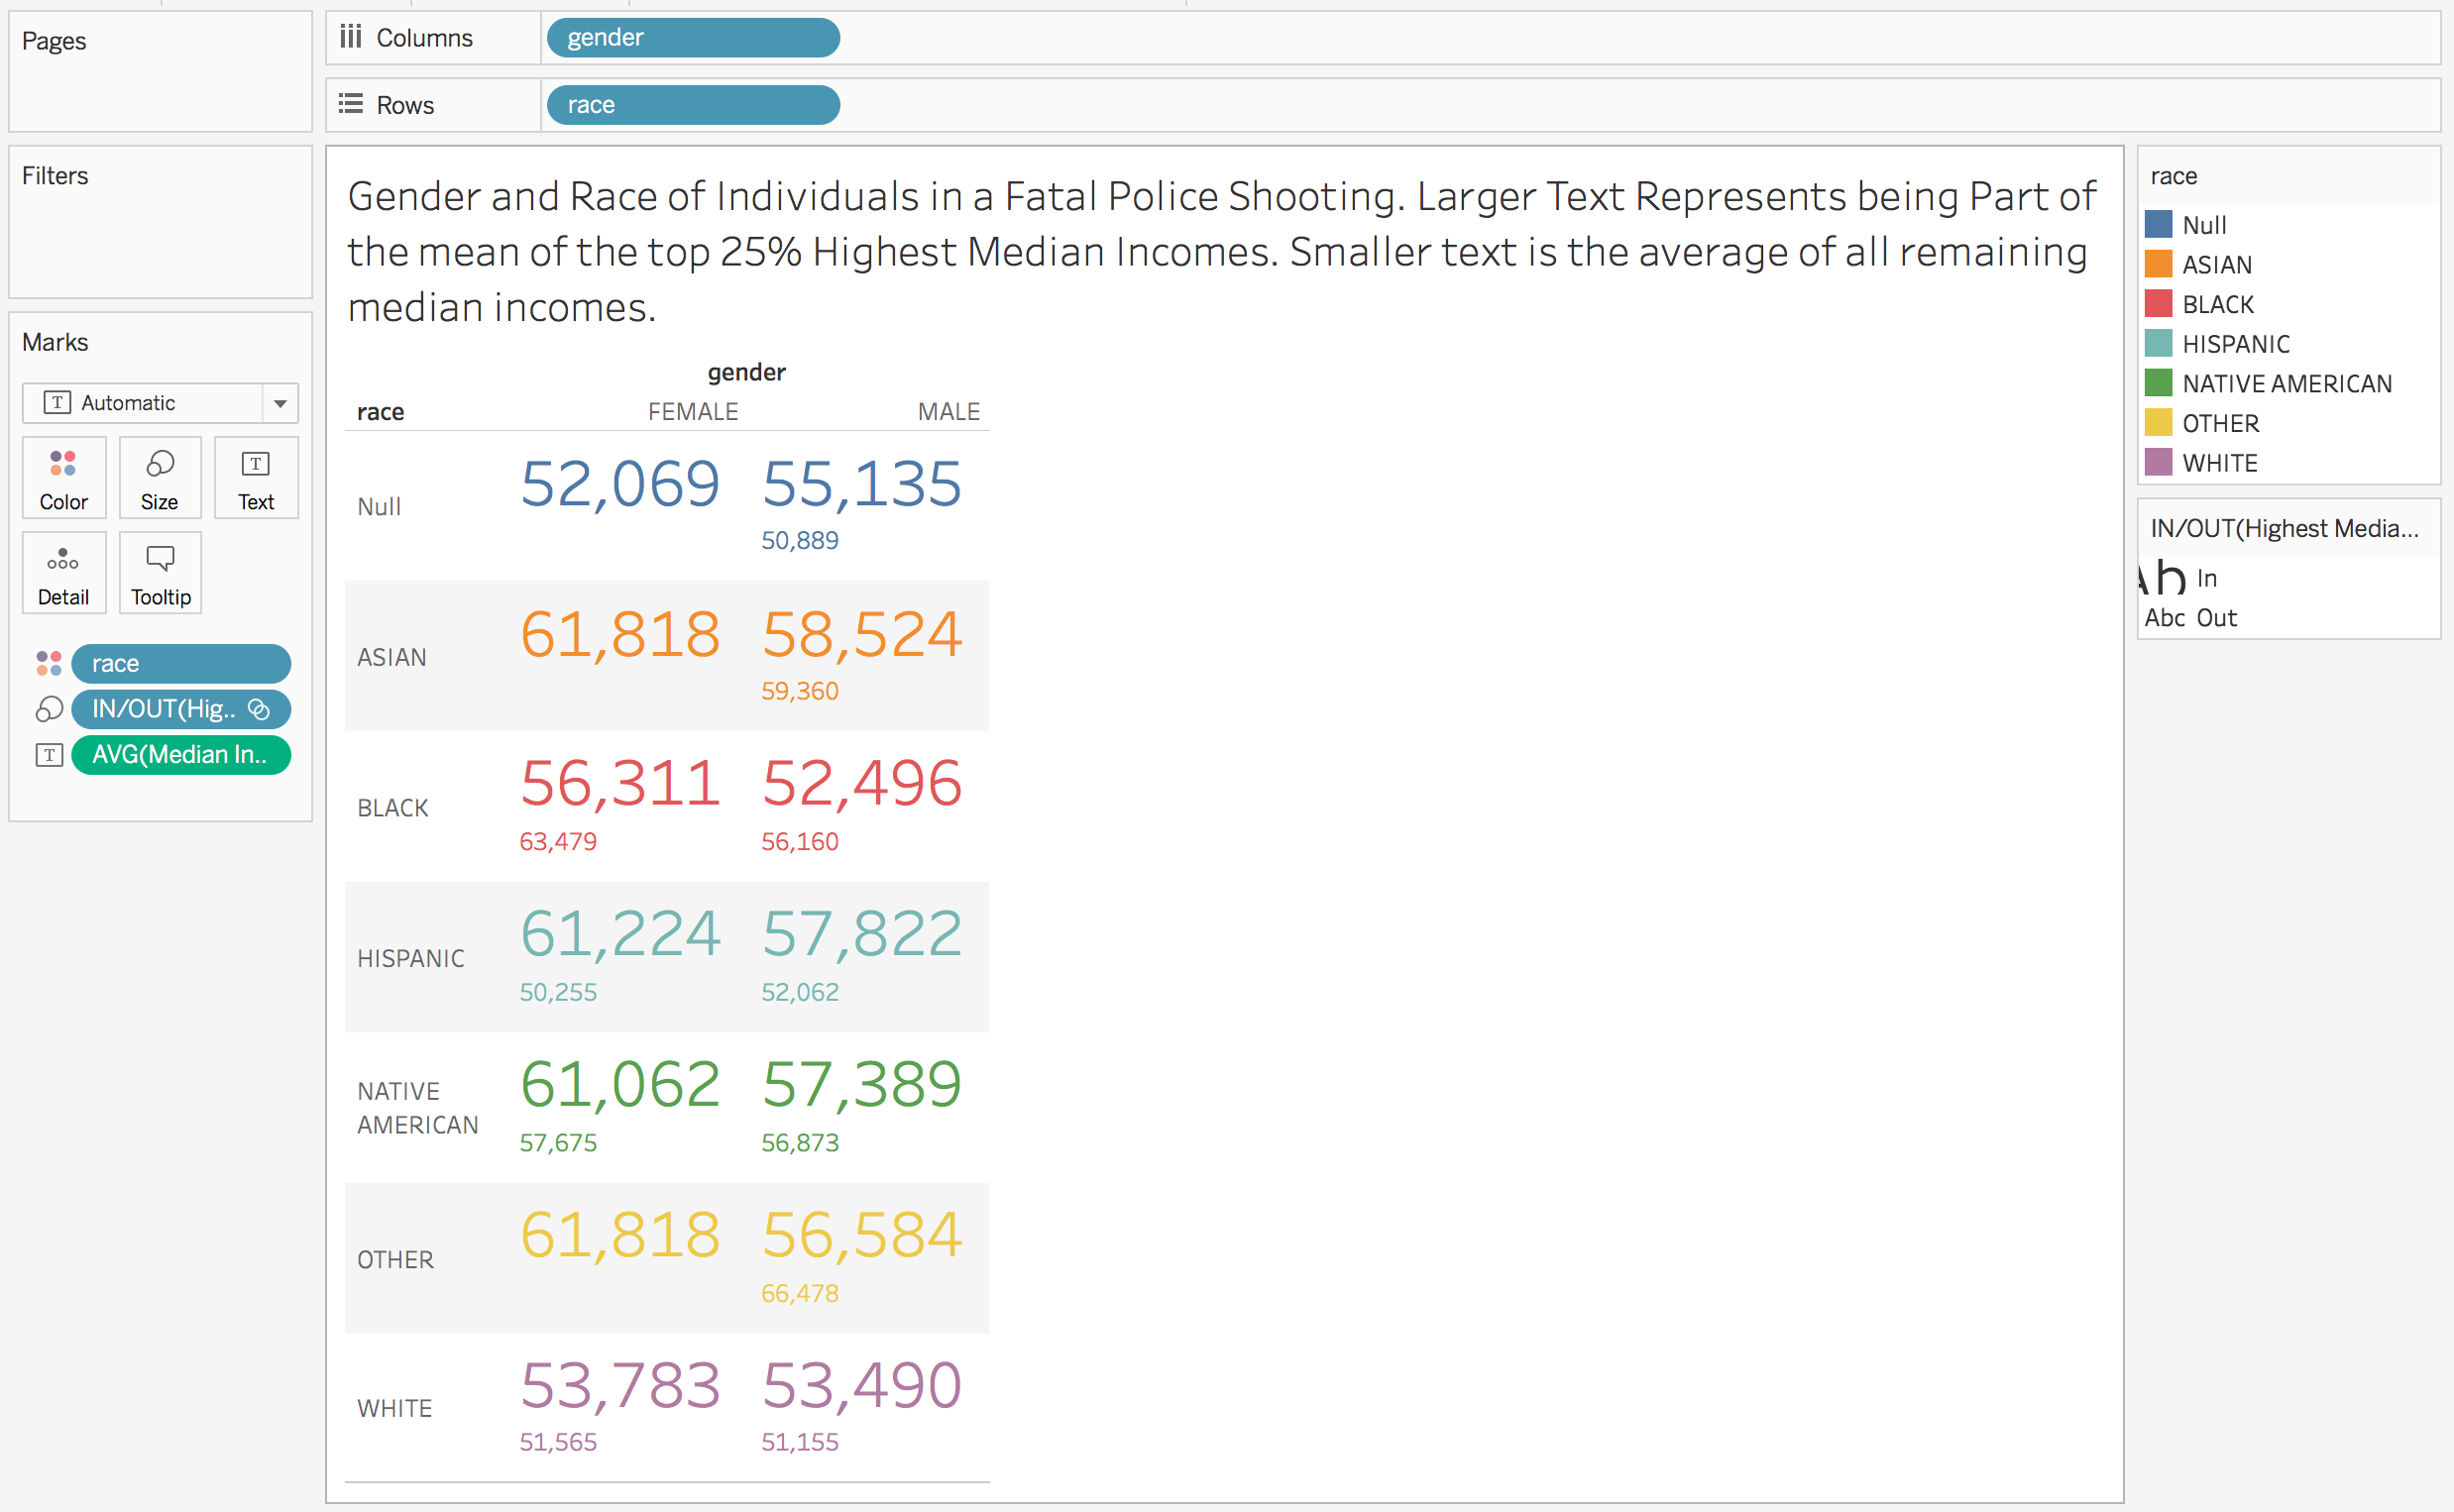 Pages
Columns
gender
Rows
race
Filters
Marks
T Automatic
Color
Size
T
Text
Detail
Tooltip
race
IN/OUT(Hig..
T AVG(Median In..
Gender and Race of Individuals in a Fatal Police Shooting. Larger Text Represents being Part of
the mean of the top 25% Highest Median Incomes. Smaller text is the average of all remaining
median incomes.
gender
race FEMALE MALE
Null 52,069 55,135
50,889
ASIAN 61,818 58,524
59,360
BLACK 56,311 52,496
63,479 56,160
HISPANIC 61,224 57,822
50,255 52,062
NATIVE
AMERICAN
61,062 57,389
57,675 56,873
OTHER 61,818 56,584
66,478
WHITE 53,783 53,490
51,565 51,155
race
Null
ASIAN
BLACK
HISPANIC
NATIVE AMERICAN
OTHER
WHITE
IN/OUT(Highest Media...
Ab In
Abc Out